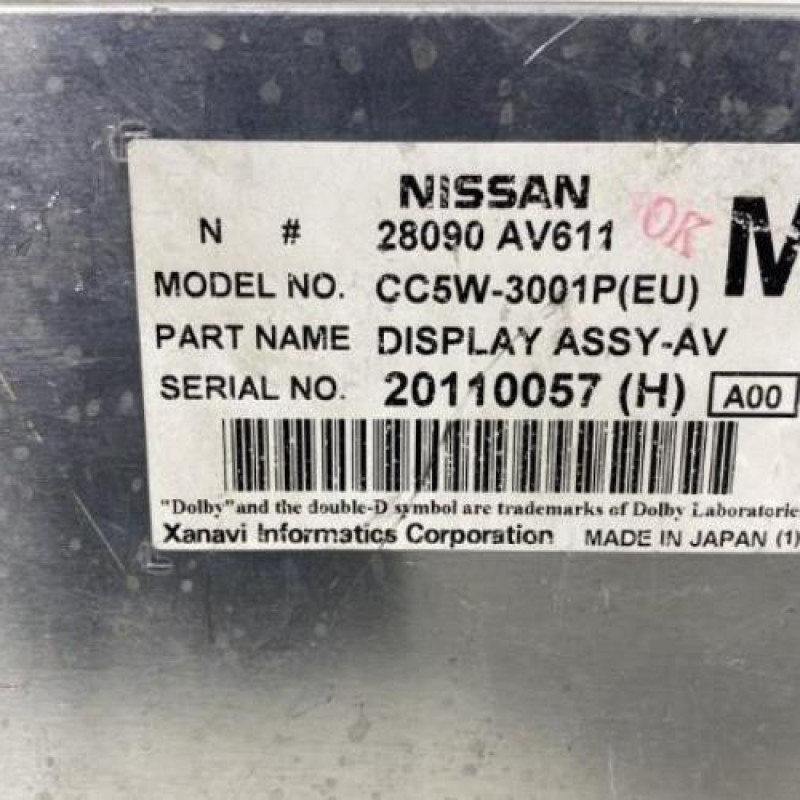 NISSAN
N # 28090 AV611 OK M
MODEL NO. CC5W-3001P(EU)
PART NAME DISPLAY ASSY-AV
SERIAL NO. 20110057 (H) A00
"Dolby"and the double-D symbol are trademarks of Dolby Laboratorie
Xanavi Informatics Corporation MADE IN JAPAN (1)